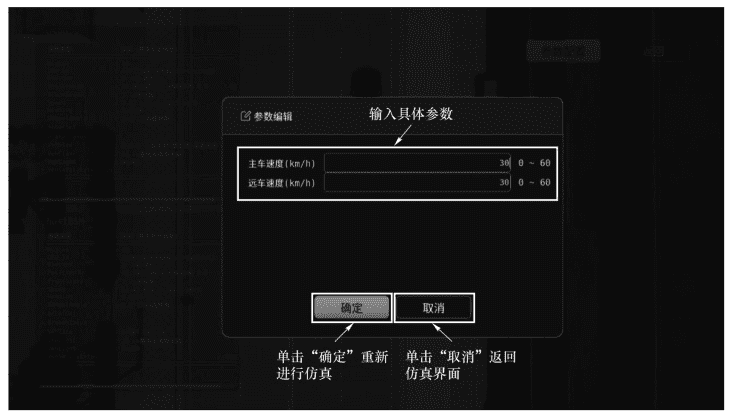 参数编辑
输入具体参数
主车速度(km/h) 30 0 ~ 60
远车速度(km/h) 30 0 ~ 60
确定 取消
单击“确定”重新 单击“取消”返回
进行仿真 仿真界面